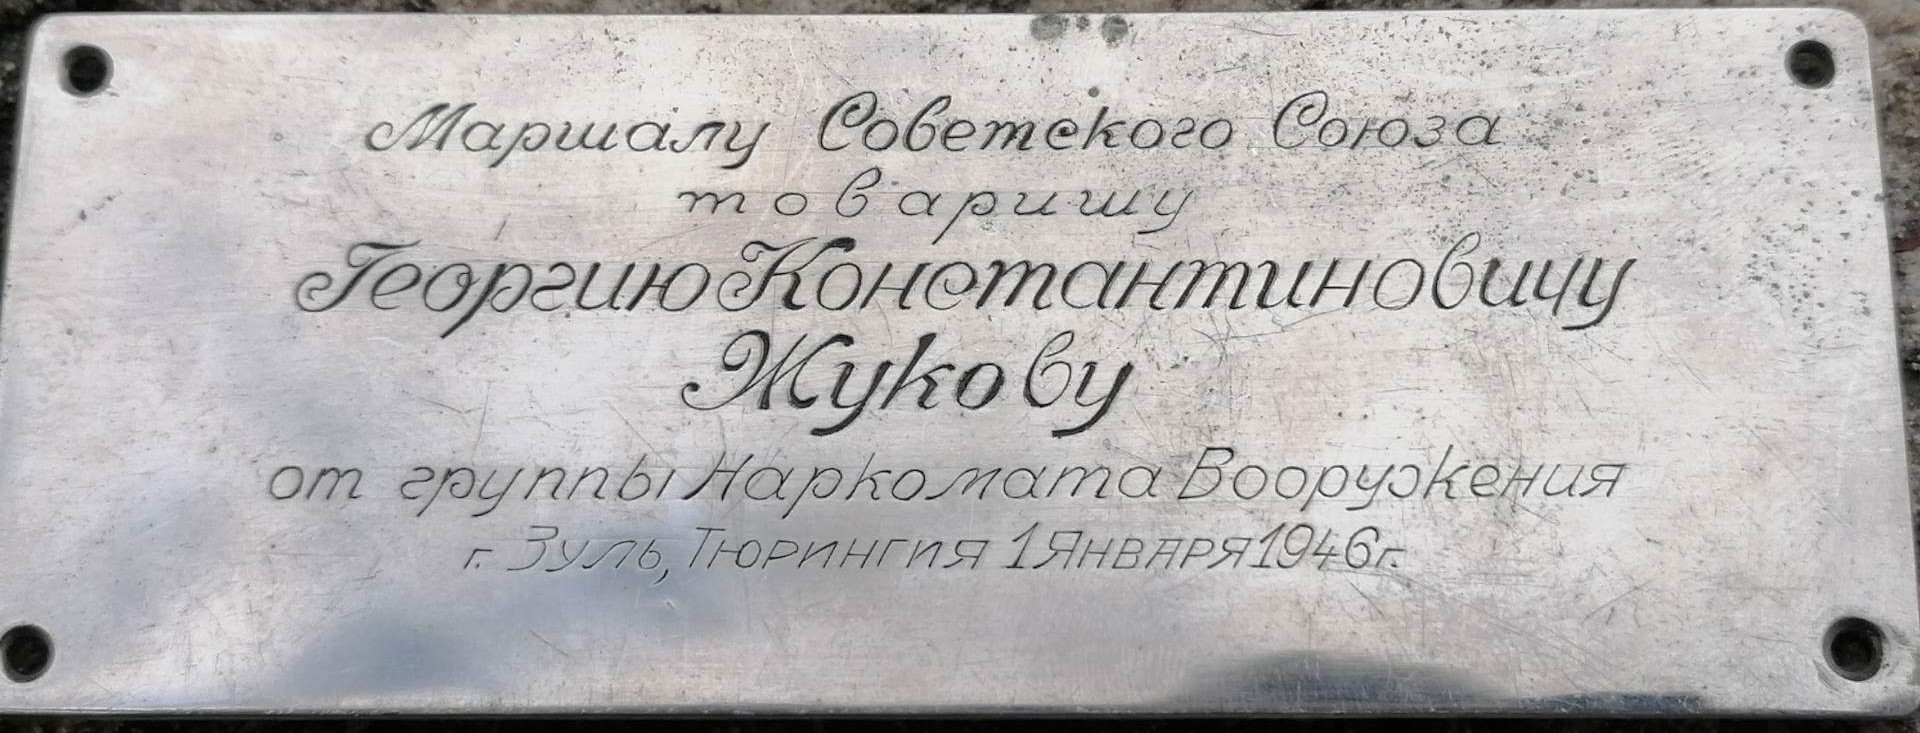 Маршалу Советского Союза
товарищу
Георгию Константиновичу
Жукову
от группы Наркомата Вооружения
г. Зуль, Тюрингия 1 Января 1946 г.